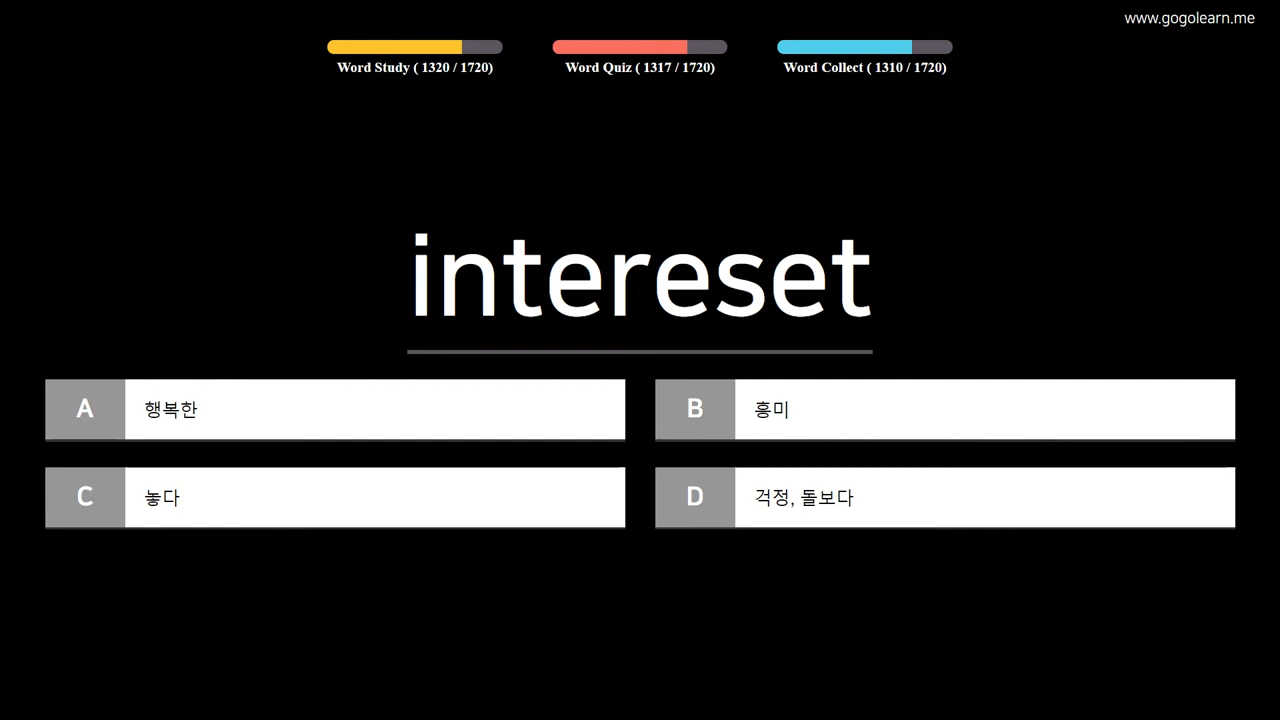 www.gogolearn.me
Word Study ( 1320 / 1720) Word Quiz ( 1317 / 1720) Word Collect ( 1310 / 1720)
intereset
A 행복한 B 흥미
C 놓다 D 걱정, 돌보다